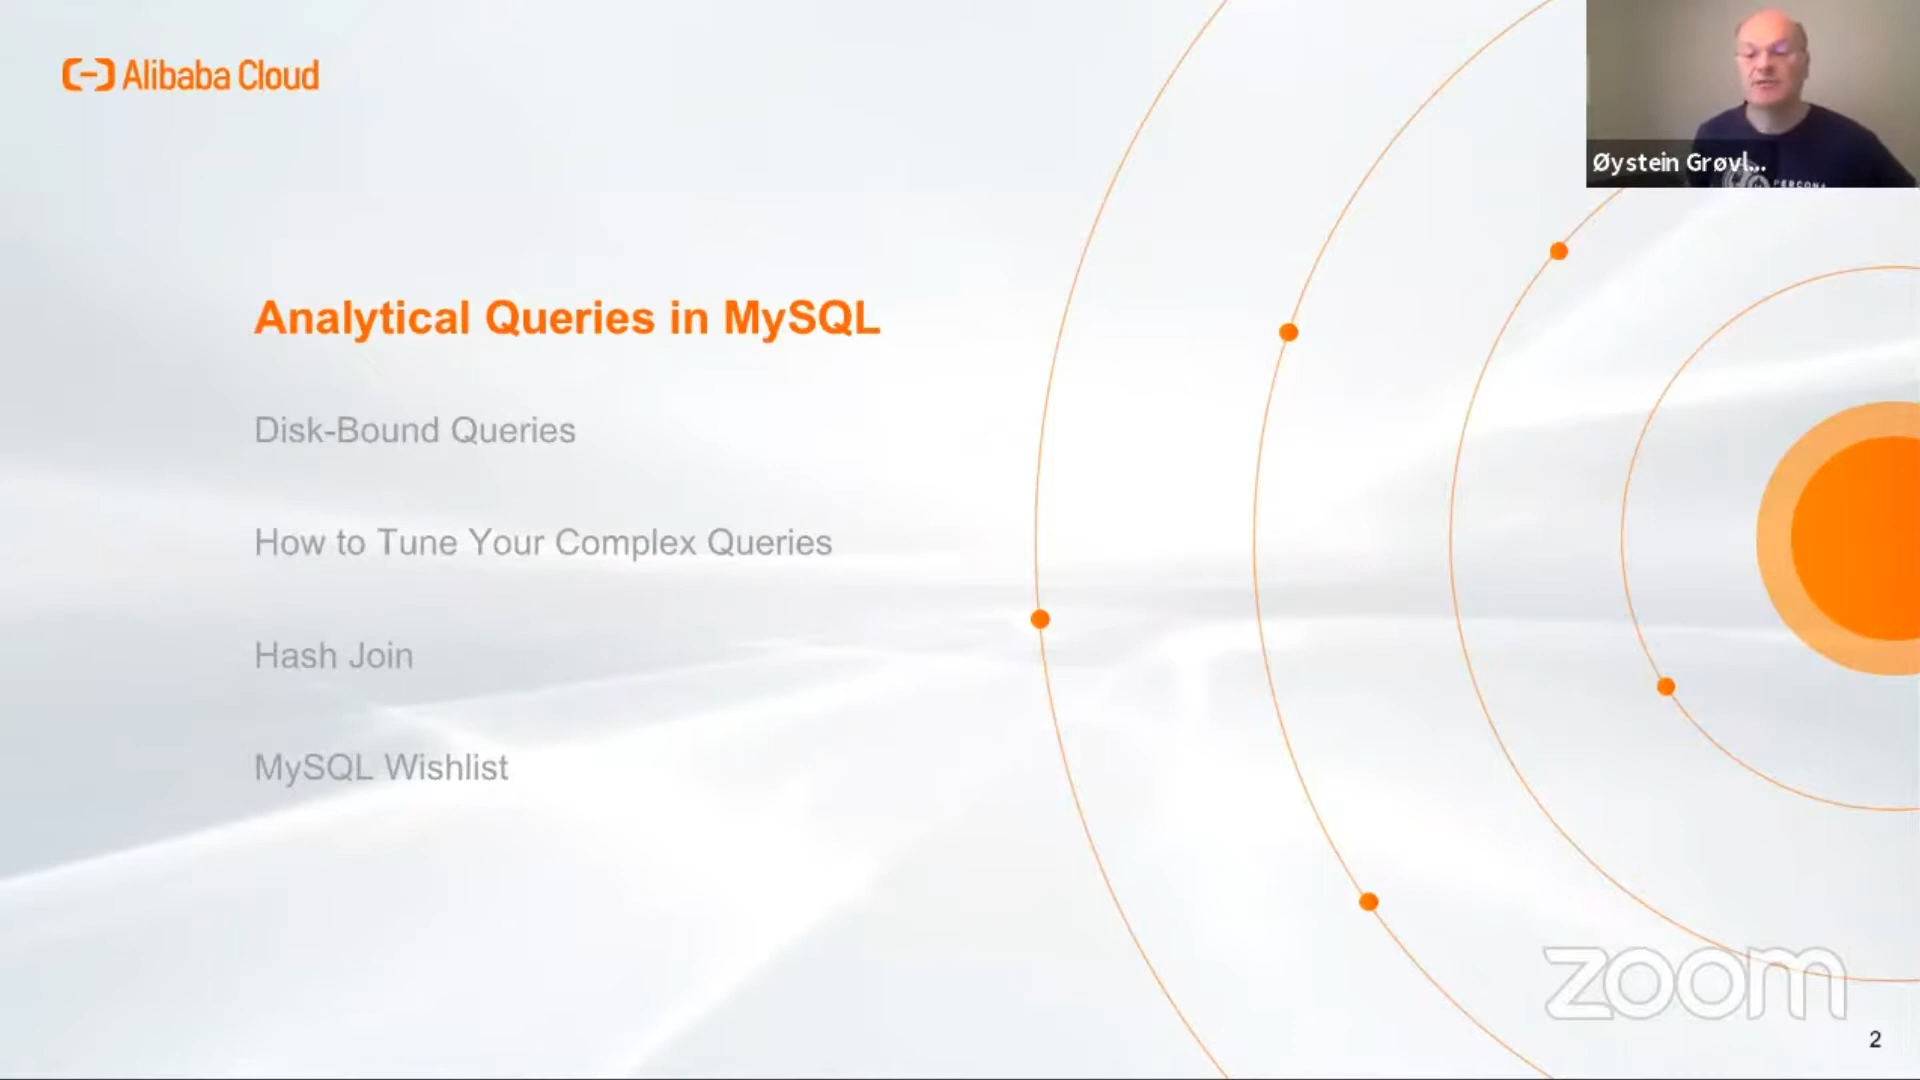 Alibaba Cloud
Øystein Grøvl...
PERCONA
Analytical Queries in MySQL
Disk-Bound Queries
How to Tune Your Complex Queries
Hash Join
MySQL Wishlist
zoom
2